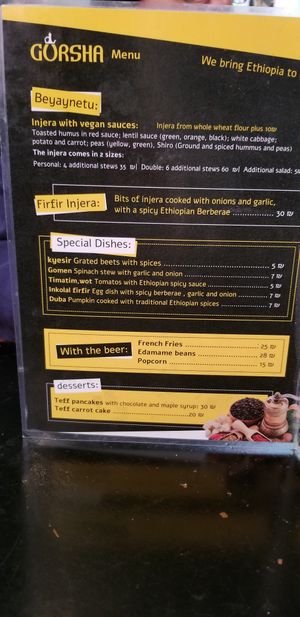 GORSHA Menu
We bring Ethiopia to
Beyaynetu:
Injera with vegan sauces: Injera from whole wheat flour plus 10₪
Toasted humus in red sauce; lentil sauce (green, orange, black); white cabbage;
potato and carrot; peas (yellow, green), Shiro (Ground and spiced hummus and peas)
The injera comes in 2 sizes:
Personal: 4 additional stews 35 ₪| Double: 6 additional stews 60 ₪| Additional salad: 5₪
Firfir Injera: Bits of injera cooked with onions and garlic,
with a spicy Ethiopian Berberae ............... 30 ₪
Special Dishes:
kyesir Grated beets with spices ............... 5 ₪
Gomen Spinach stew with garlic and onion ............... 7 ₪
Timatim,wot Tomatos with Ethiopian spicy sauce ............... 5 ₪
Inkolal firfir Egg dish with spicy berberae , garlic and onion ............... 7 ₪
Duba Pumpkin cooked with traditional Ethiopian spices ............... 7 ₪
With the beer:
French Fries ............... 25 ₪
Edamame beans ............... 28 ₪
Popcorn ............... 15 ₪
desserts:
Teff pancakes with chocolate and maple syrup: 30 ₪
Teff carrot cake ...............20 ₪